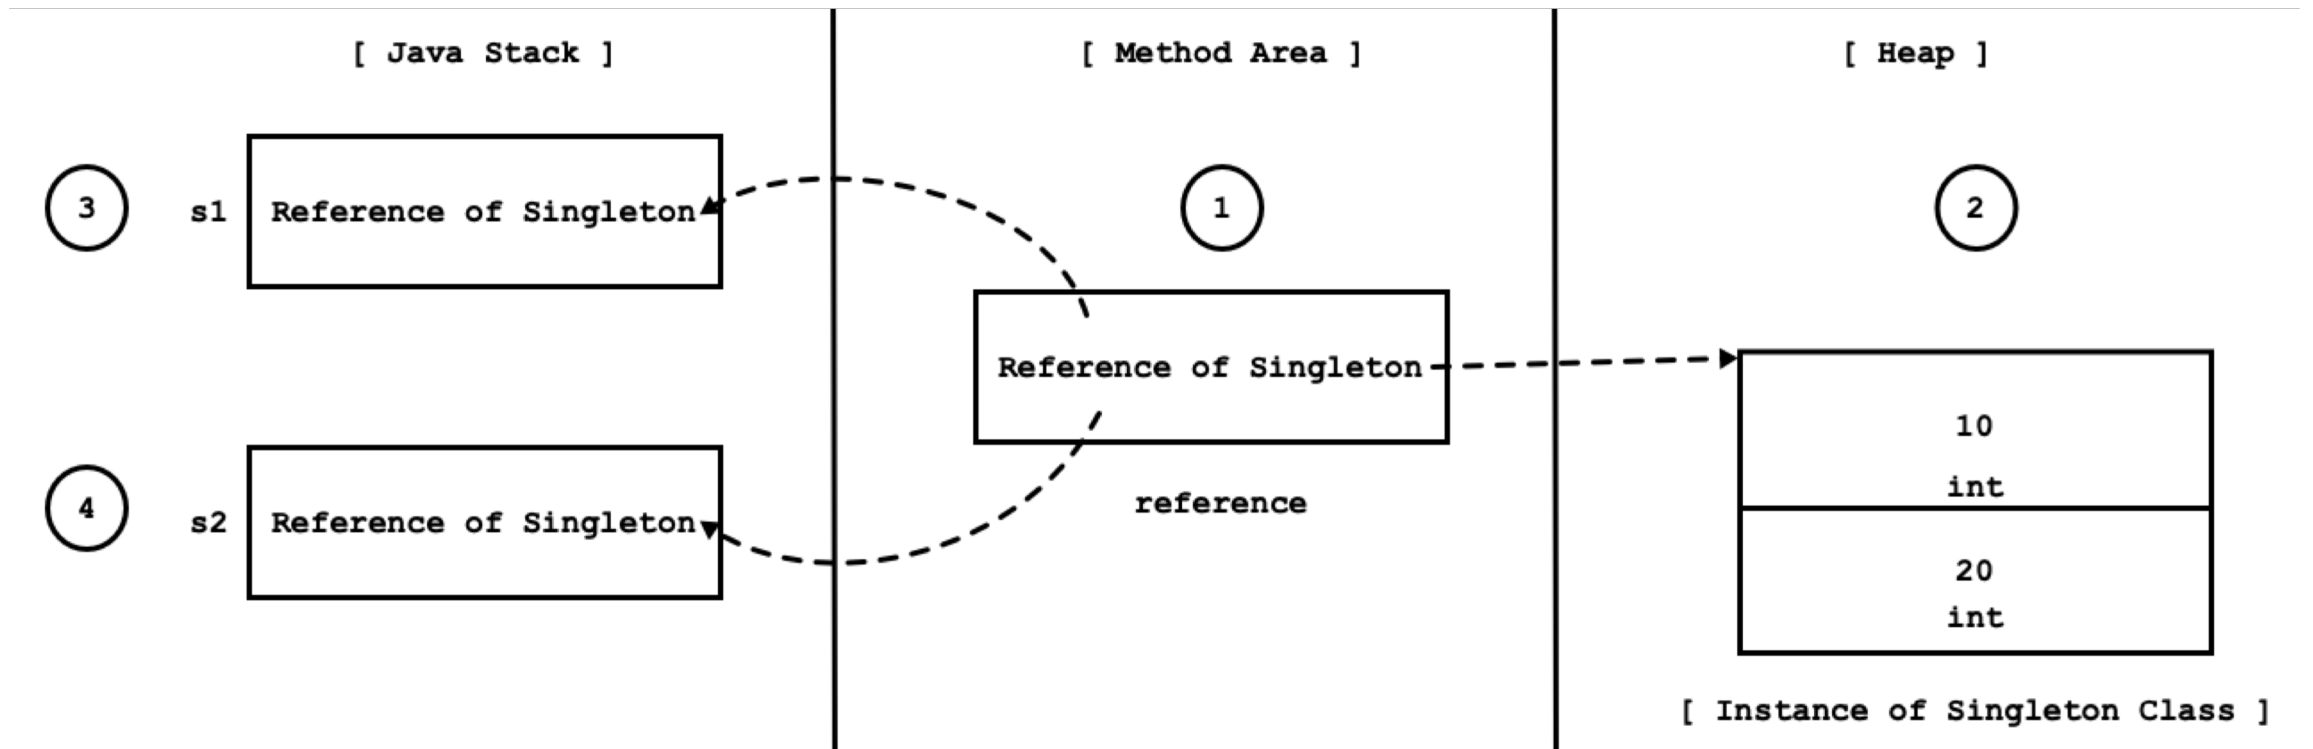 [ Java Stack ]
[ Method Area ]
[ Heap ]
3
s1
Reference of Singleton
4
s2
Reference of Singleton
1
Reference of Singleton
reference
2
10
int
20
int
[ Instance of Singleton Class ]